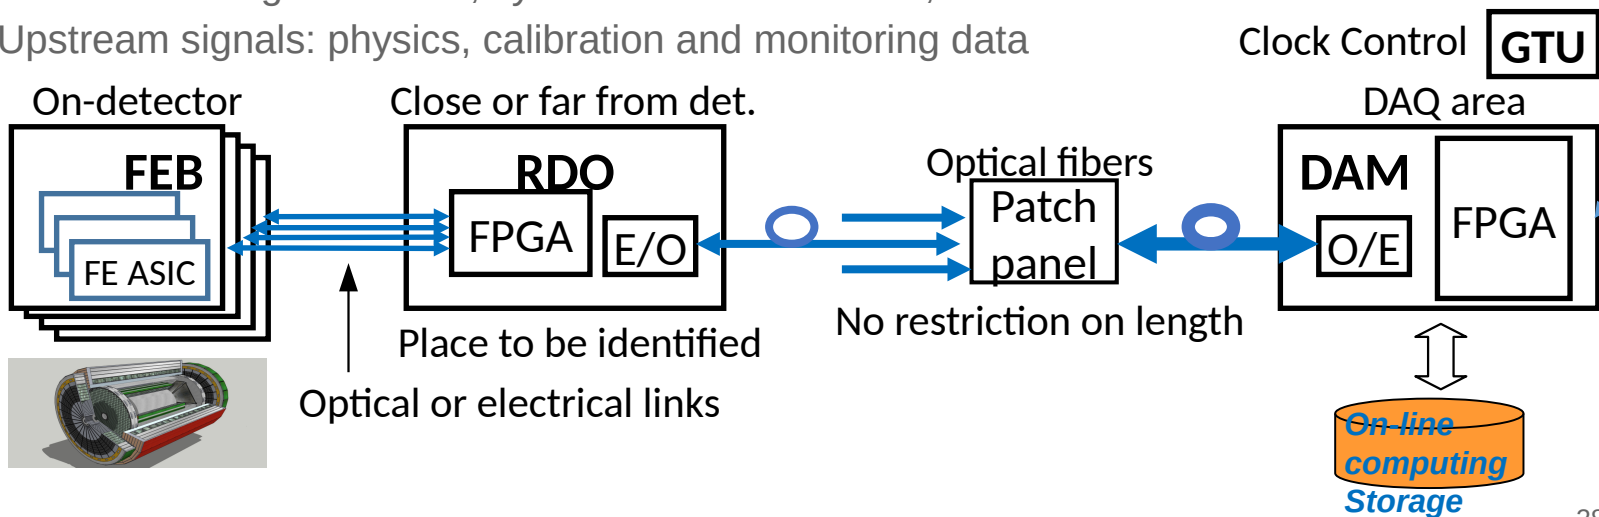 Upstream signals: physics, calibration and monitoring data
Clock Control
GTU
On-detector
Close or far from det.
DAQ area
FEB
FE ASIC
RDO
FPGA
E/O
Optical fibers
Patch
panel
DAM
O/E
FPGA
No restriction on length
Place to be identified
Optical or electrical links
On-line
computing
Storage